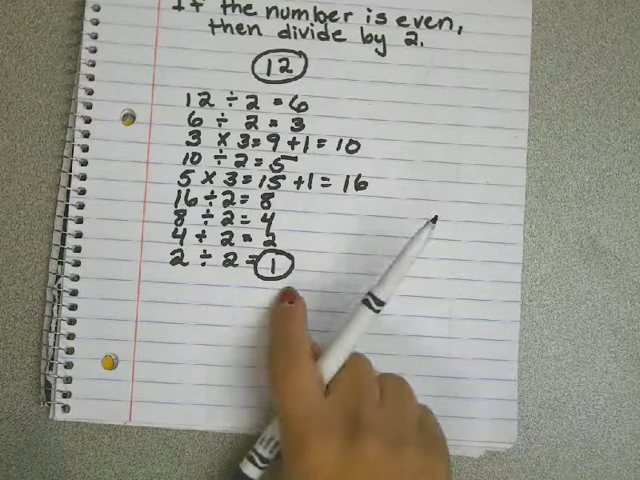 If the number is even,
then divide by 2.
12
12 ÷ 2 = 6
6 ÷ 2 = 3
3 x 3 = 9 + 1 = 10
10 ÷ 2 = 5
5 x 3 = 15 + 1 = 16
16 ÷ 2 = 8
8 ÷ 2 = 4
4 ÷ 2 = 2
2 ÷ 2 = 1